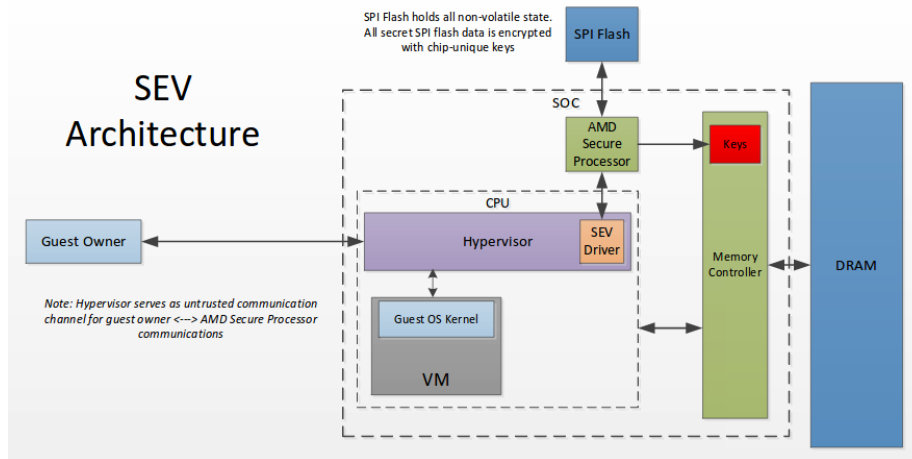 SPI Flash holds all non-volatile state.
All secret SPI flash data is encrypted
with chip-unique keys
SPI Flash
SEV
Architecture
SOC
AMD
Secure
Processor
Keys
CPU
Guest Owner
Hypervisor
SEV
Driver
Memory
Controller
DRAM
Note: Hypervisor serves as untrusted communication
channel for guest owner <---> AMD Secure Processor
communications
Guest OS Kernel
VM